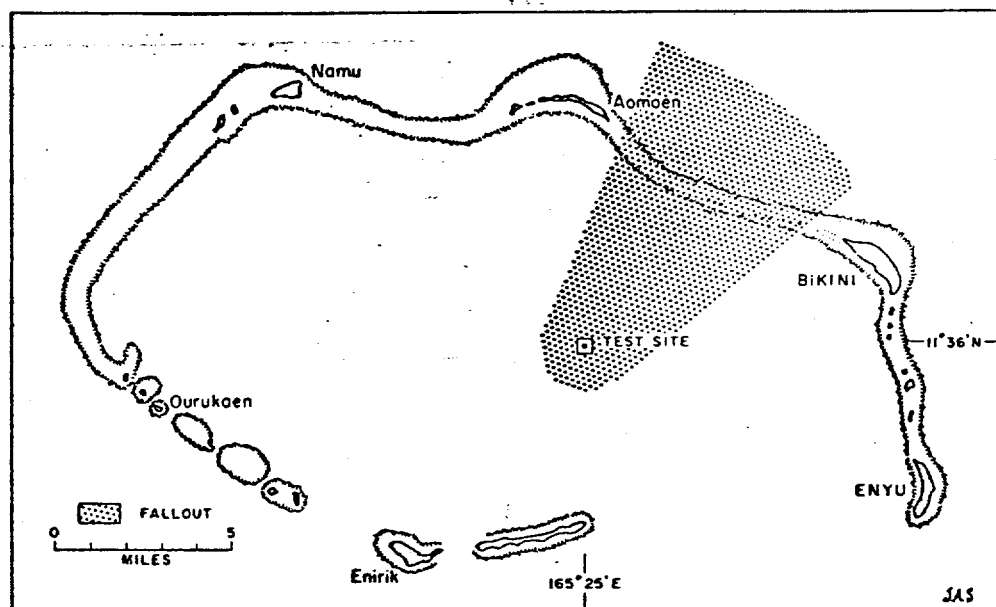 Namu
Aomoen
BiKINI
TEST SITE
11°36'N
Ourukaen
ENYU
FALLOUT
0 5
MILES
Enirik
165°25'E
JAS